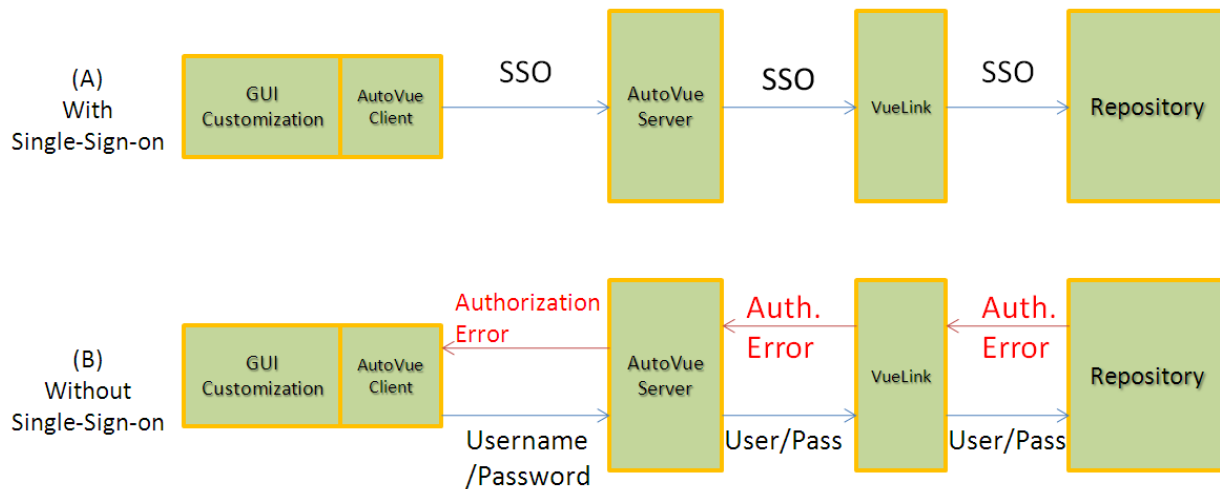 (A)
With
Single-Sign-on
GUI
Customization
AutoVue
Client
SSO
AutoVue
Server
SSO
VueLink
SSO
Repository
(B)
Without
Single-Sign-on
GUI
Customization
AutoVue
Client
Authorization
Error
Username
/Password
AutoVue
Server
Auth.
Error
User/Pass
VueLink
Auth.
Error
User/Pass
Repository